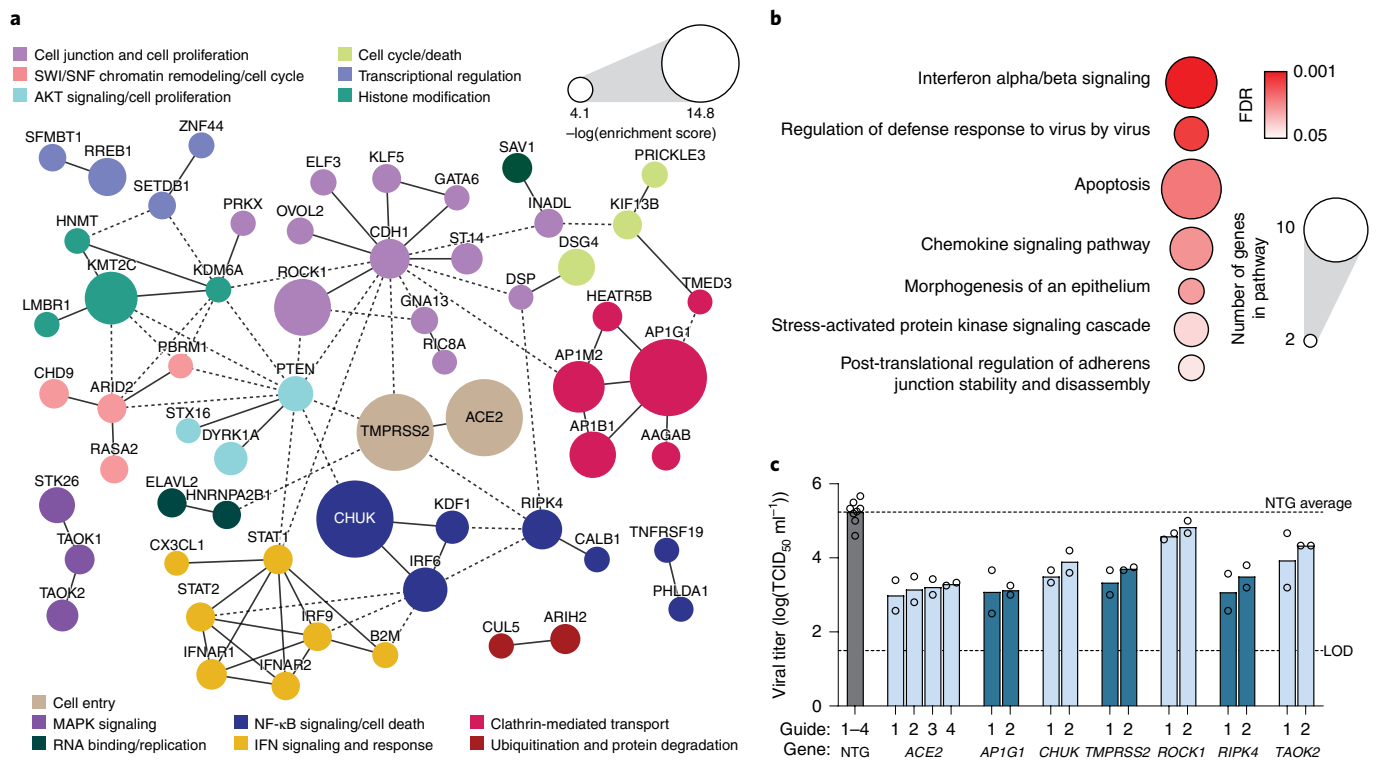 a
Cell junction and cell proliferation
SWI/SNF chromatin remodeling/cell cycle
AKT signaling/cell proliferation
Cell cycle/death
Transcriptional regulation
Histone modification
4.1
14.8
–log(enrichment score)
SFMBT1
RREB1
ZNF44
SETDB1
PRKX
HNMT
KMT2C
KDM6A
LMBR1
PBRM1
CHD9
ARID2
RASA2
ELF3
KLF5
GATA6
OVOL2
CDH1
ST14
ROCK1
GNA13
RIC8A
SAV1
INADL
PRICKLE3
KIF13B
DSG4
DSP
TMED3
HEATR5B
AP1G1
AP1M2
AP1B1
AAGAB
PTEN
STX16
DYRK1A
TMPRSS2
ACE2
ELAVL2
HNRNPA2B1
STK26
TAOK1
TAOK2
CHUK
KDF1
RIPK4
CALB1
IRF6
TNFRSF19
PHLDA1
CX3CL1
STAT1
STAT2
IRF9
IFNAR1
IFNAR2
B2M
CUL5
ARIH2
Cell entry
MAPK signaling
RNA binding/replication
NF-κB signaling/cell death
IFN signaling and response
Clathrin-mediated transport
Ubiquitination and protein degradation
b
Interferon alpha/beta signaling
Regulation of defense response to virus by virus
Apoptosis
Chemokine signaling pathway
Morphogenesis of an epithelium
Stress-activated protein kinase signaling cascade
Post-translational regulation of adherens
junction stability and disassembly
FDR
0.001
0.05
Number of genes
in pathway
10
2
c
Viral titer (log(TCID50 ml−1))
6
4
2
0
NTG average
LOD
Guide: 1–4 1 2 3 4 1 2 1 2 1 2 1 2 1 2 1 2
Gene: NTG ACE2 AP1G1 CHUK TMPRSS2 ROCK1 RIPK4 TAOK2